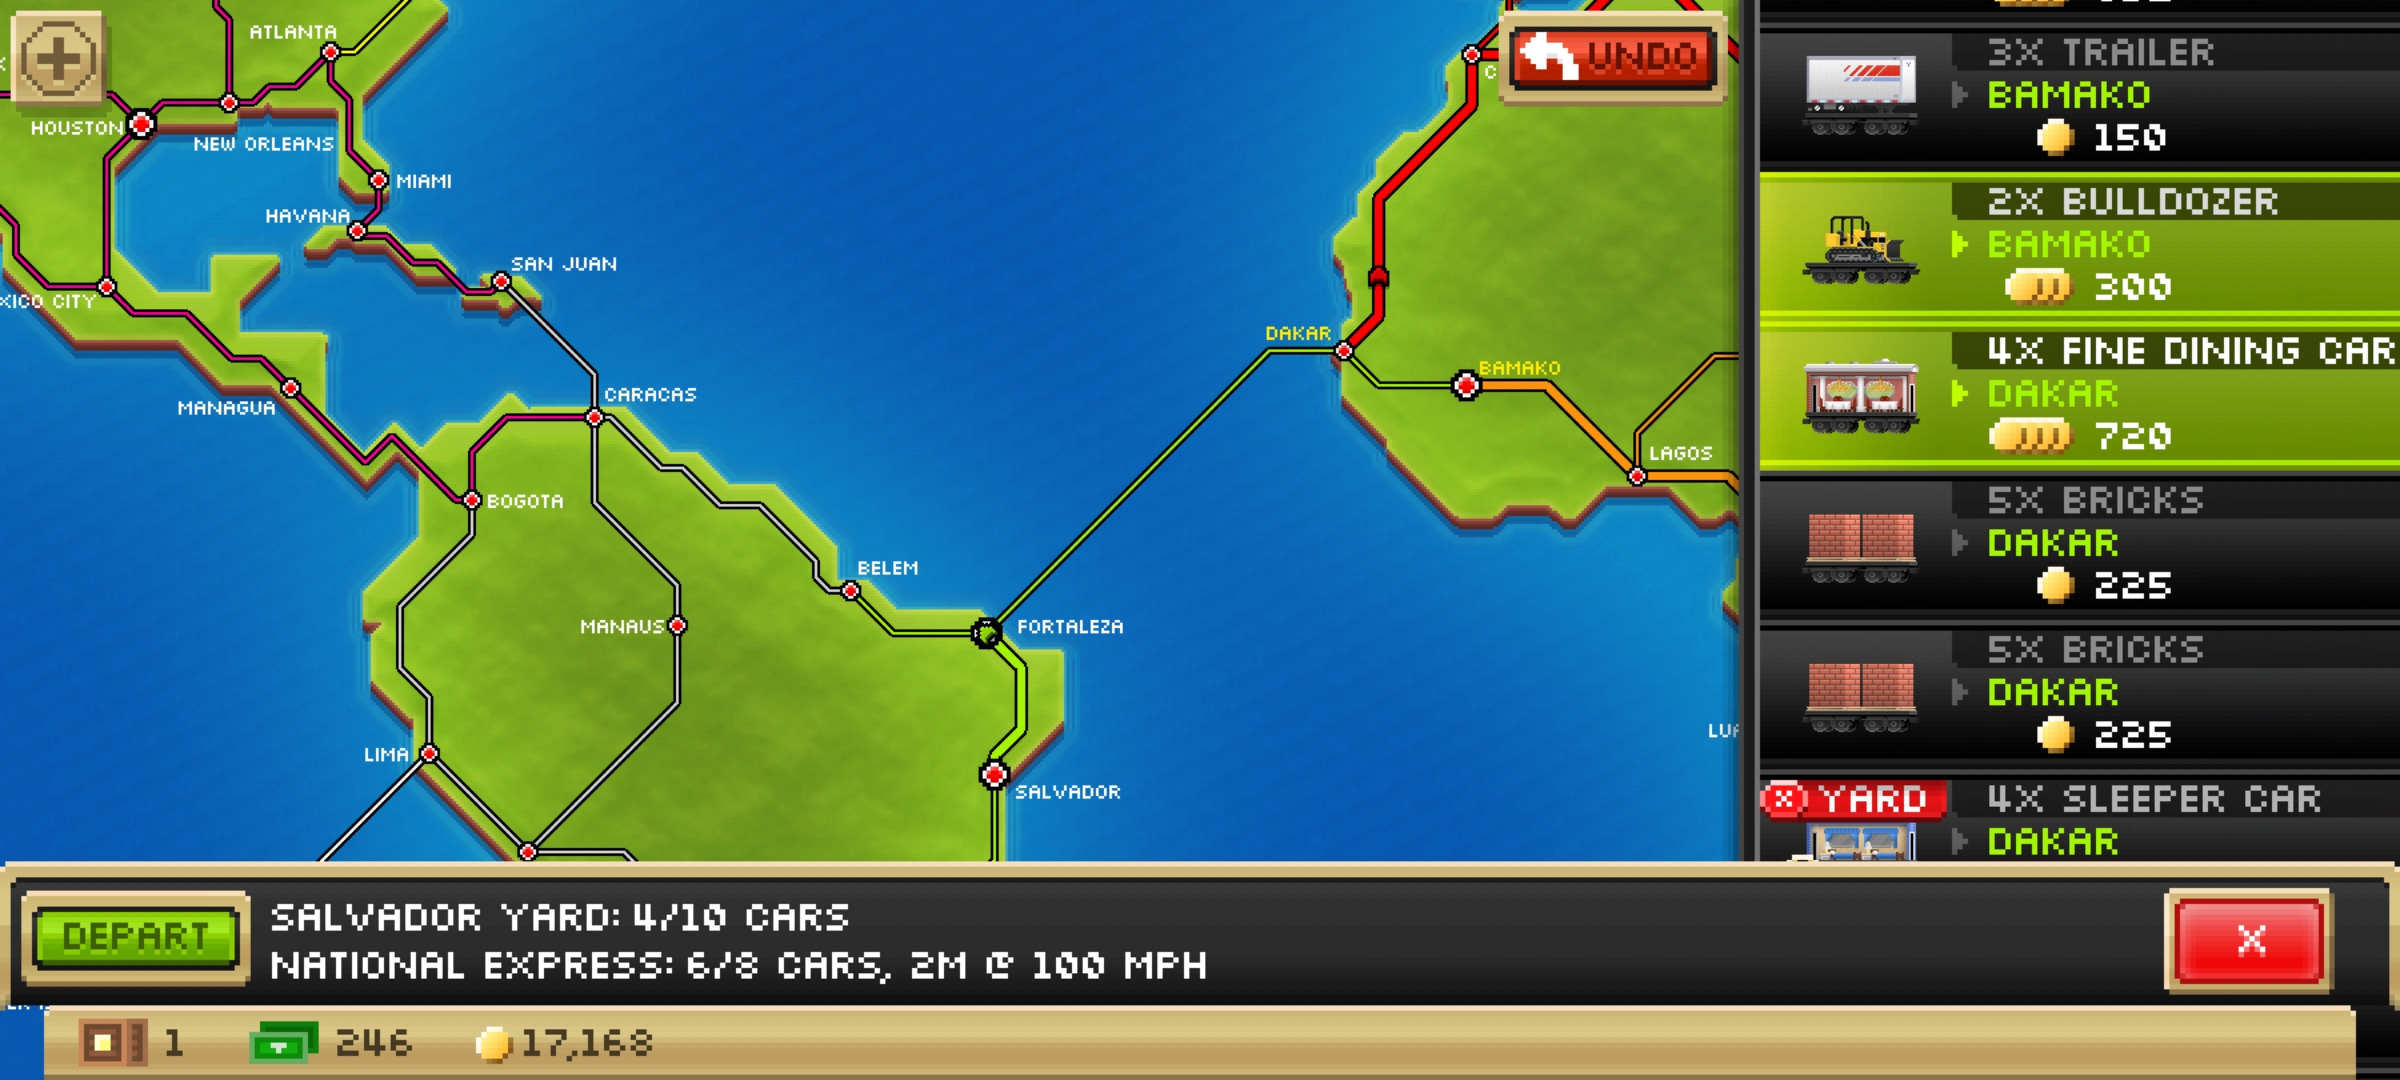 ATLANTA
HOUSTON
NEW ORLEANS
MIAMI
HAVANA
SAN JUAN
XICO CITY
MANAGUA
CARACAS
BOGOTA
BELEM
MANAUS
FORTALEZA
LIMA
SALVADOR
DAKAR
BAMAKO
LAGOS
UNDO
3X TRAILER
BAMAKO
150
2X BULLDOZER
BAMAKO
300
4X FINE DINING CAR
DAKAR
720
5X BRICKS
DAKAR
225
5X BRICKS
DAKAR
225
YARD
4X SLEEPER CAR
DAKAR
DEPART
SALVADOR YARD: 4/10 CARS
NATIONAL EXPRESS: 6/8 CARS, 2M @ 100 MPH
X
1
246
17,168